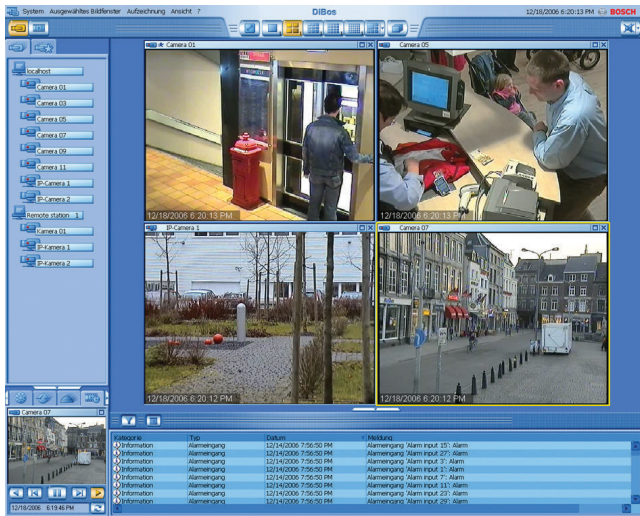 System Ausgewähltes Bildfenster Aufzeichnung Ansicht ?
DiBos
12/18/2006 6:20:13 PM
BOSCH
localhost
Camera 01
Camera 03
Camera 05
Camera 07
Camera 09
Camera 11
IP-Camera 1
IP-Camera 2
Remote station 1
Kamera 01
IP-Kamera 1
IP-Kamera 2
Camera 01
12/18/2006 6:20:13 PM
Camera 05
12/18/2006 6:20:13 PM
IP-Camera 1
12/18/2006 6:20:12 PM
Camera 07
12/18/2006 6:20:12 PM
Camera 07
12/18/2006 6:19:46 PM
Kategorie Typ Datum Meldung
Information Alarmeingang 12/14/2006 7:56:50 PM Alarmeingang 'Alarm input 15': Alarm
Information Alarmeingang 12/14/2006 7:56:50 PM Alarmeingang 'Alarm input 27': Alarm
Information Alarmeingang 12/14/2006 7:56:50 PM Alarmeingang 'Alarm input 3': Alarm
Information Alarmeingang 12/14/2006 7:56:50 PM Alarmeingang 'Alarm input 1': Alarm
Information Alarmeingang 12/14/2006 7:56:50 PM Alarmeingang 'Alarm input 7': Alarm
Information Alarmeingang 12/14/2006 7:56:50 PM Alarmeingang 'Alarm input 11': Alarm
Information Alarmeingang 12/14/2006 7:56:50 PM Alarmeingang 'Alarm input 23': Alarm
Information Alarmeingang 12/14/2006 7:56:50 PM Alarmeingang 'Alarm input 29': Alarm